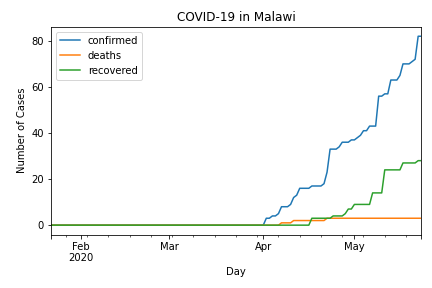 COVID-19 in Malawi
confirmed
deaths
recovered
80
60
40
20
0
Number of Cases
Feb
2020
Mar
Apr
May
Day